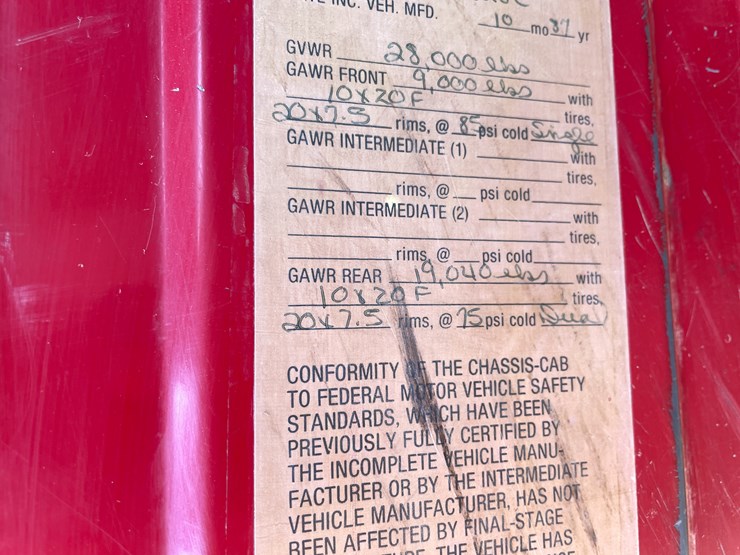 INC. VEH. MFD. 10 mo 87 yr
GVWR 28,000 lbs
GAWR FRONT 9,000 lbs with
10x20F tires,
20x7.5 rims, @ 85 psi cold Single
GAWR INTERMEDIATE (1) with
tires,
rims, @ psi cold
GAWR INTERMEDIATE (2) with
tires,
rims, @ psi cold
GAWR REAR 19,040 lbs with
10x20F tires,
20x7.5 rims, @ 75 psi cold Dual
CONFORMITY OF THE CHASSIS-CAB
TO FEDERAL MOTOR VEHICLE SAFETY
STANDARDS, WHICH HAVE BEEN
PREVIOUSLY FULLY CERTIFIED BY
THE INCOMPLETE VEHICLE MANU-
FACTURER OR BY THE INTERMEDIATE
VEHICLE MANUFACTURER, HAS NOT
BEEN AFFECTED BY FINAL-STAGE
THE VEHICLE HAS